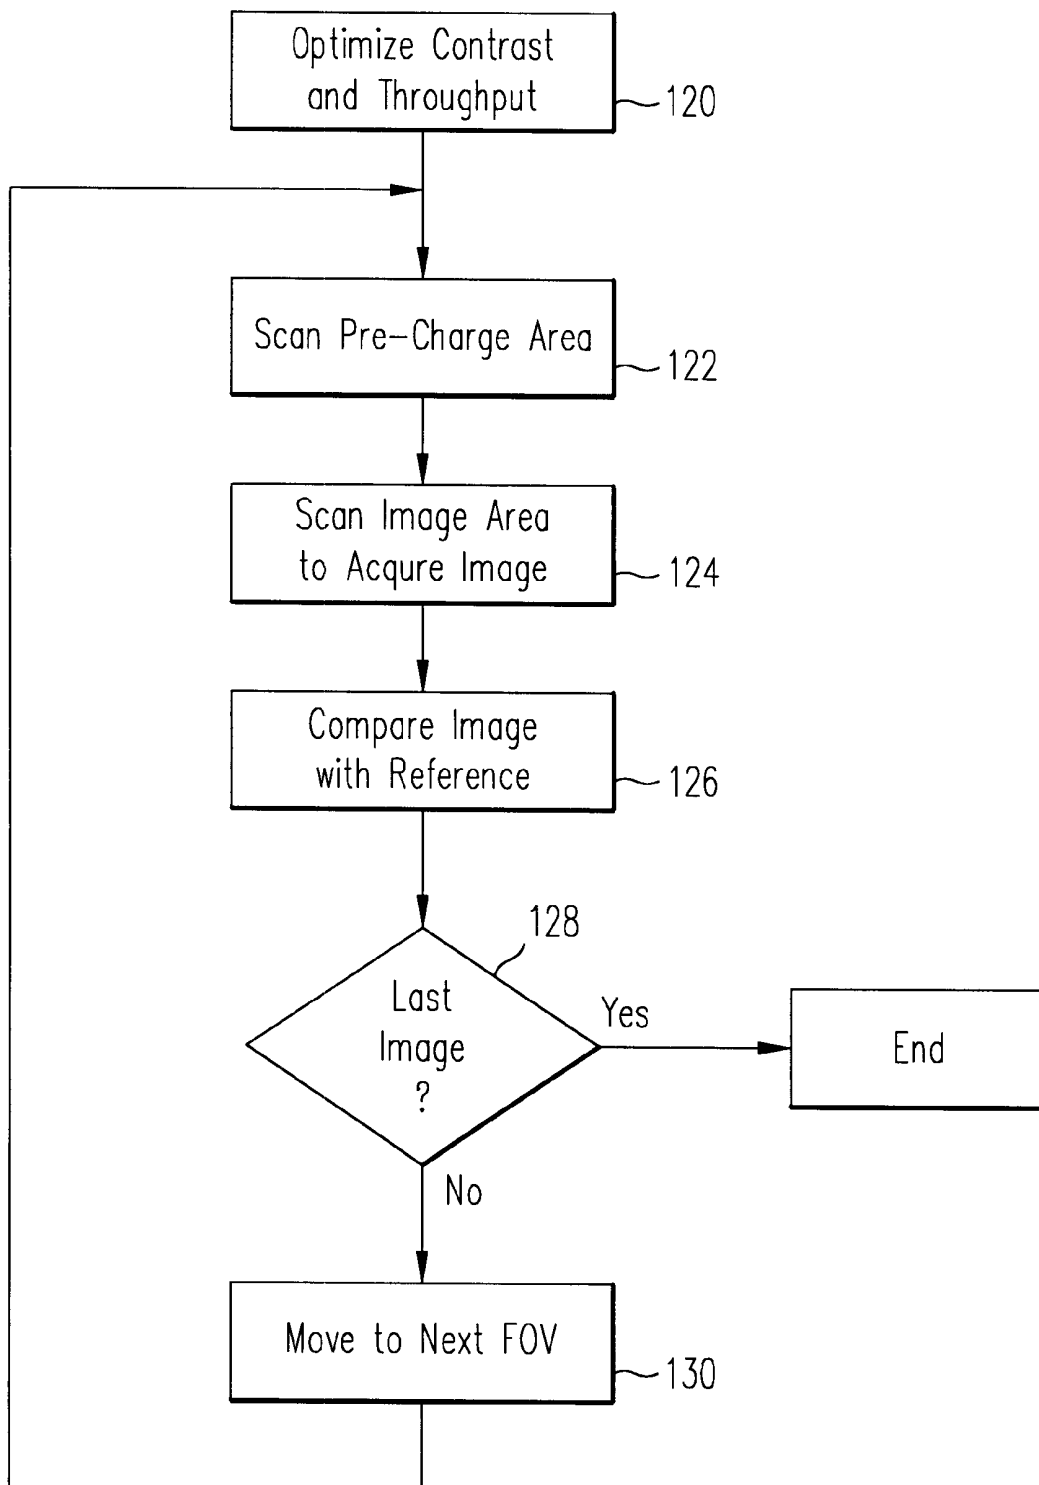 Optimize Contrast
and Throughput
120
Scan Pre-Charge Area
122
Scan Image Area
to Acqure Image
124
Compare Image
with Reference
126
128
Last
Image
?
Yes
End
No
Move to Next FOV
130